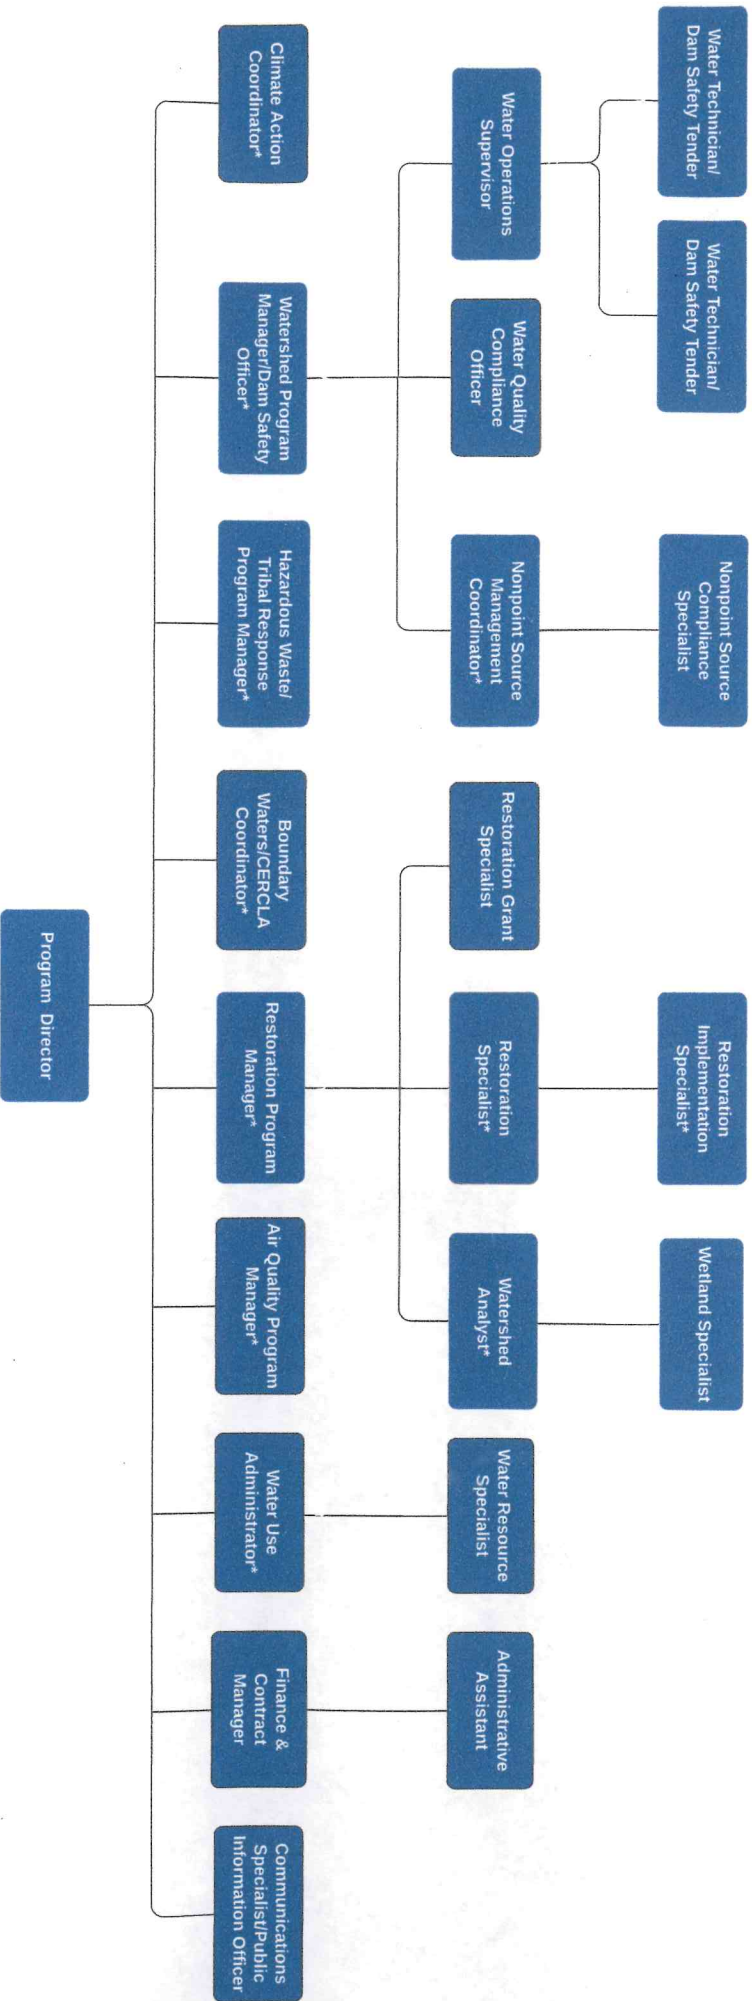 Program Director
Climate Action
Coordinator*
Watershed Program
Manager/Dam Safety
Officer*
Hazardous Waste/
Tribal Response
Program Manager*
Boundary
Waters/CERCLA
Coordinator*
Restoration Program
Manager*
Air Quality Program
Manager*
Water Use
Administrator*
Finance &
Contract
Manager
Communications
Specialist/Public
Information Officer
Water Operations
Supervisor
Water Quality
Compliance
Officer
Nonpoint Source
Management
Coordinator*
Restoration Grant
Specialist
Restoration
Specialist*
Watershed
Analyst*
Water Resource
Specialist
Administrative
Assistant
Water Technician/
Dam Safety Tender
Water Technician/
Dam Safety Tender
Nonpoint Source
Compliance
Specialist
Restoration
Implementation
Specialist*
Wetland Specialist